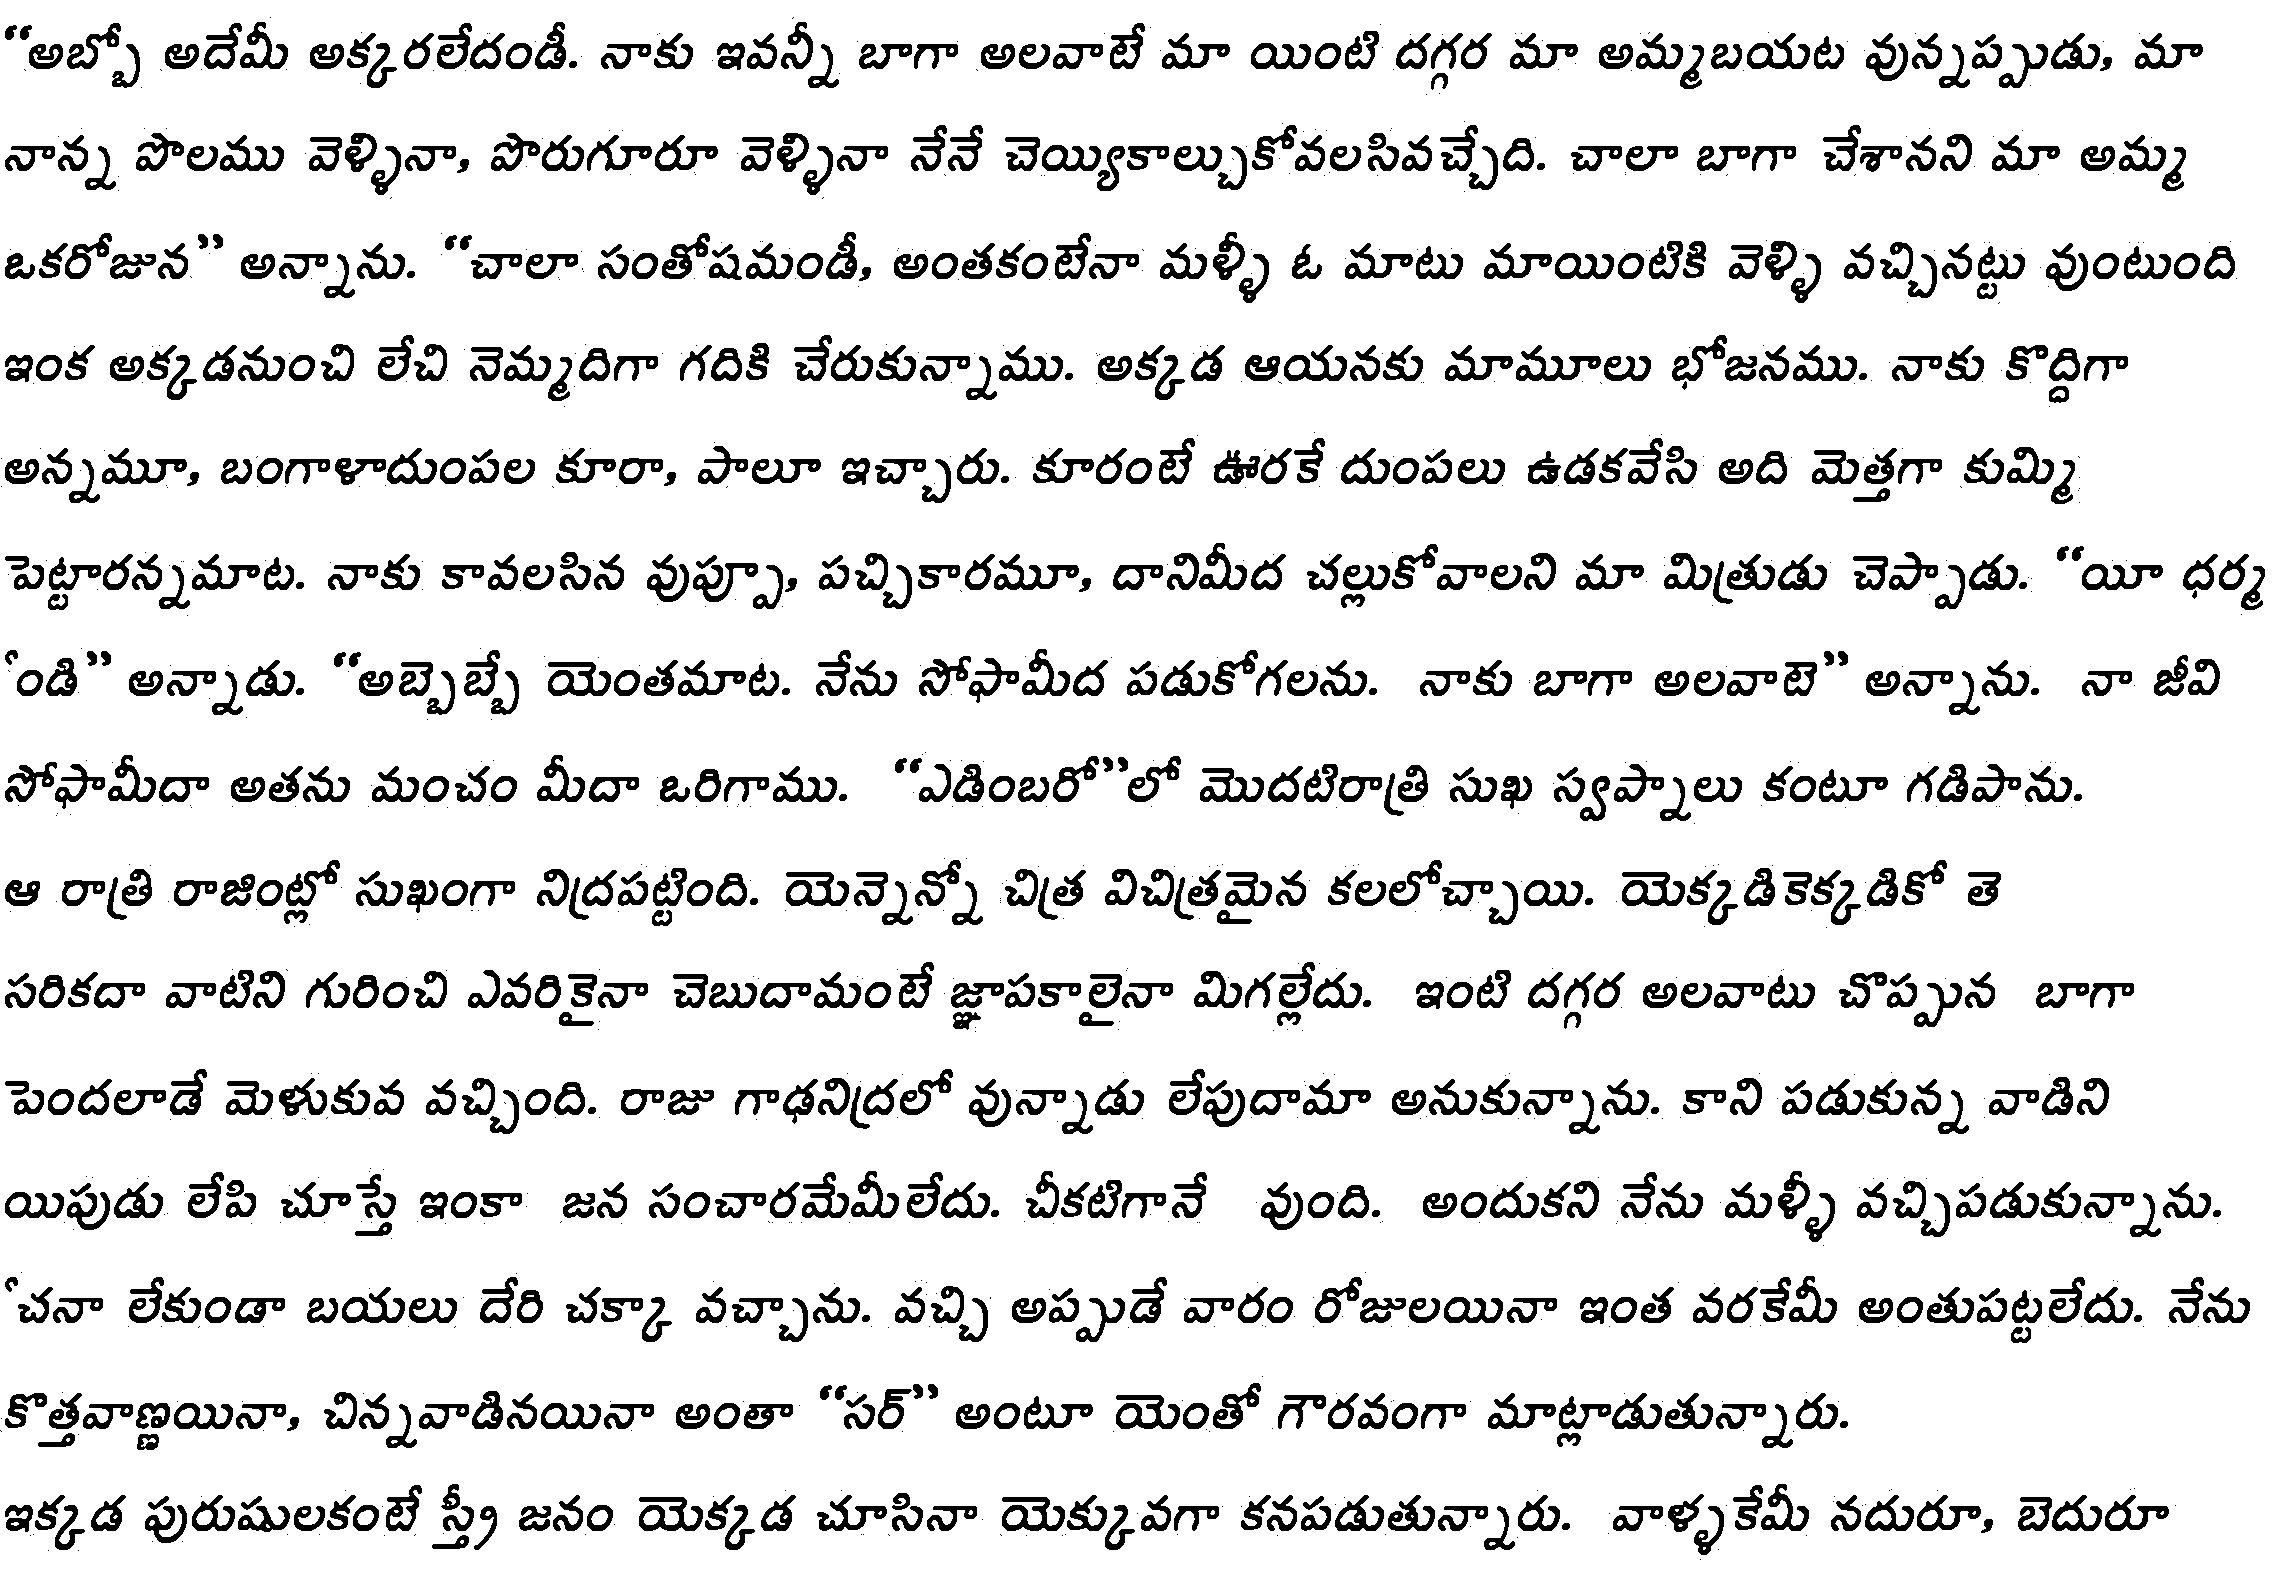 “అబ్బో అదేమీ అక్కరలేదండీ. నాకు ఇవన్నీ బాగా అలవాటే మా యింటి దగ్గర మా అమ్మబయట వున్నప్పుడు, మా
నాన్న పొలము వెళ్ళినా, పొరుగూరూ వెళ్ళినా నేనే చెయ్యికాల్చుకోవలసివచ్చేది. చాలా బాగా చేశానని మా అమ్మ
ఒకరోజున” అన్నాను. “చాలా సంతోషమండీ, అంతకంటేనా మళ్ళీ ఓ మాటు మాయింటికి వెళ్ళి వచ్చినట్టు వుంటుంది
ఇంక అక్కడనుంచి లేచి నెమ్మదిగా గదికి చేరుకున్నాము. అక్కడ ఆయనకు మామూలు భోజనము. నాకు కొద్దిగా
అన్నమూ, బంగాళాదుంపల కూరా, పాలూ ఇచ్చారు. కూరంటే ఊరకే దుంపలు ఉడకవేసి అది మెత్తగా కుమ్మి
పెట్టారన్నమాట. నాకు కావలసిన వుప్పూ, పచ్చికారమూ, దానిమీద చల్లుకోవాలని మా మిత్రుడు చెప్పాడు. “యీ ధర్మ
ండి” అన్నాడు. “అబ్బెబ్బే యెంతమాట. నేను సోఫామీద పడుకోగలను. నాకు బాగా అలవాటె” అన్నాను. నా జీవి
సోఫామీదా అతను మంచం మీదా ఒరిగాము. “ఎడింబరో”లో మొదటిరాత్రి సుఖ స్వప్నాలు కంటూ గడిపాను.
ఆ రాత్రి రాజింట్లో సుఖంగా నిద్రపట్టింది. యెన్నెన్నో చిత్ర విచిత్రమైన కలలోచ్చాయి. యెక్కడికెక్కడికో తె
సరికదా వాటిని గురించి ఎవరికైనా చెబుదామంటే జ్ఞాపకాలైనా మిగల్లేదు. ఇంటి దగ్గర అలవాటు చొప్పున బాగా
పెందలాడే మెళుకువ వచ్చింది. రాజు గాఢనిద్రలో వున్నాడు లేపుదామా అనుకున్నాను. కాని పడుకున్న వాడిని
యిపుడు లేపి చూస్తే ఇంకా జన సంచారమేమీలేదు. చీకటిగానే వుంది. అందుకని నేను మళ్ళీ వచ్చిపడుకున్నాను.
చనా లేకుండా బయలు దేరి చక్కా వచ్చాను. వచ్చి అప్పుడే వారం రోజులయినా ఇంత వరకేమీ అంతుపట్టలేదు. నేను
కొత్తవాణ్ణయినా, చిన్నవాడినయినా అంతా “సర్” అంటూ యెంతో గౌరవంగా మాట్లాడుతున్నారు.
ఇక్కడ పురుషులకంటే స్త్రీ జనం యెక్కడ చూసినా యెక్కువగా కనపడుతున్నారు. వాళ్ళకేమీ నదురూ, బెదురూ